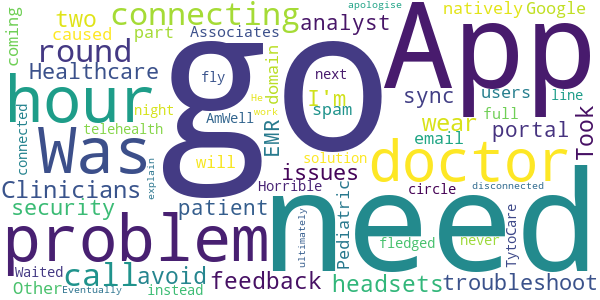 coming
two
caused
connecting
part
Associates
apologise
analyst
natively
Google
round
Healthcare
hour
Was
go
App
fly
next
domain
I'm
spam
sync
users
line
AmWell
He
work
night
telehealth
EMR
wear
email
portal
full
Took
connected
will
solution
doctor
explain
Clinicians
security
patient
issues
Horrible
circle
disconnected
need
problem
Pediatric
fledged
never
TytoCare
ultimately
call
avoid
feedback
headsets
troubleshoot
Waited
Other
Eventually
instead